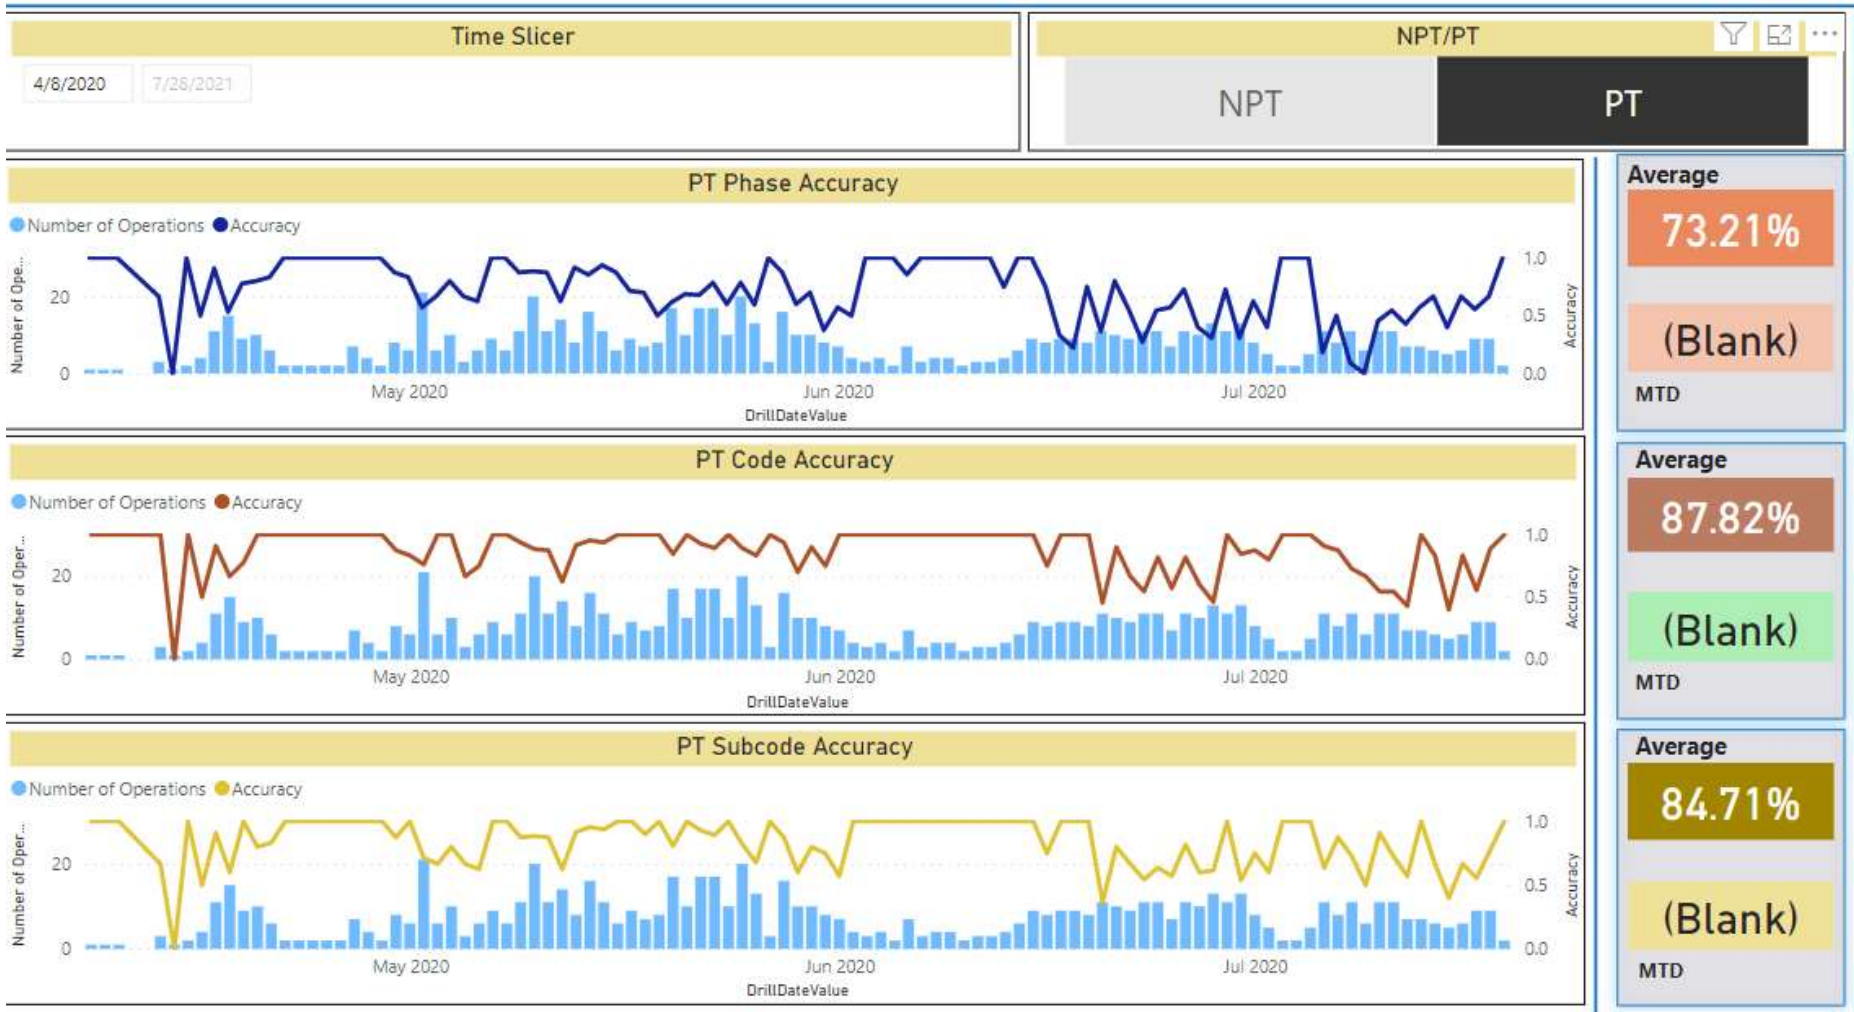 Time Slicer
4/8/2020 7/28/2021
NPT/PT
NPT PT
PT Phase Accuracy
Number of Operations Accuracy
Number of Ope...
20
0
1.0
0.5
0.0
Accuracy
May 2020 Jun 2020 Jul 2020
DrillDateValue
Average
73.21%
(Blank)
MTD
PT Code Accuracy
Number of Operations Accuracy
Number of Oper...
20
0
1.0
0.5
0.0
Accuracy
May 2020 Jun 2020 Jul 2020
DrillDateValue
Average
87.82%
(Blank)
MTD
PT Subcode Accuracy
Number of Operations Accuracy
Number of Oper...
20
0
1.0
0.5
0.0
Accuracy
May 2020 Jun 2020 Jul 2020
DrillDateValue
Average
84.71%
(Blank)
MTD